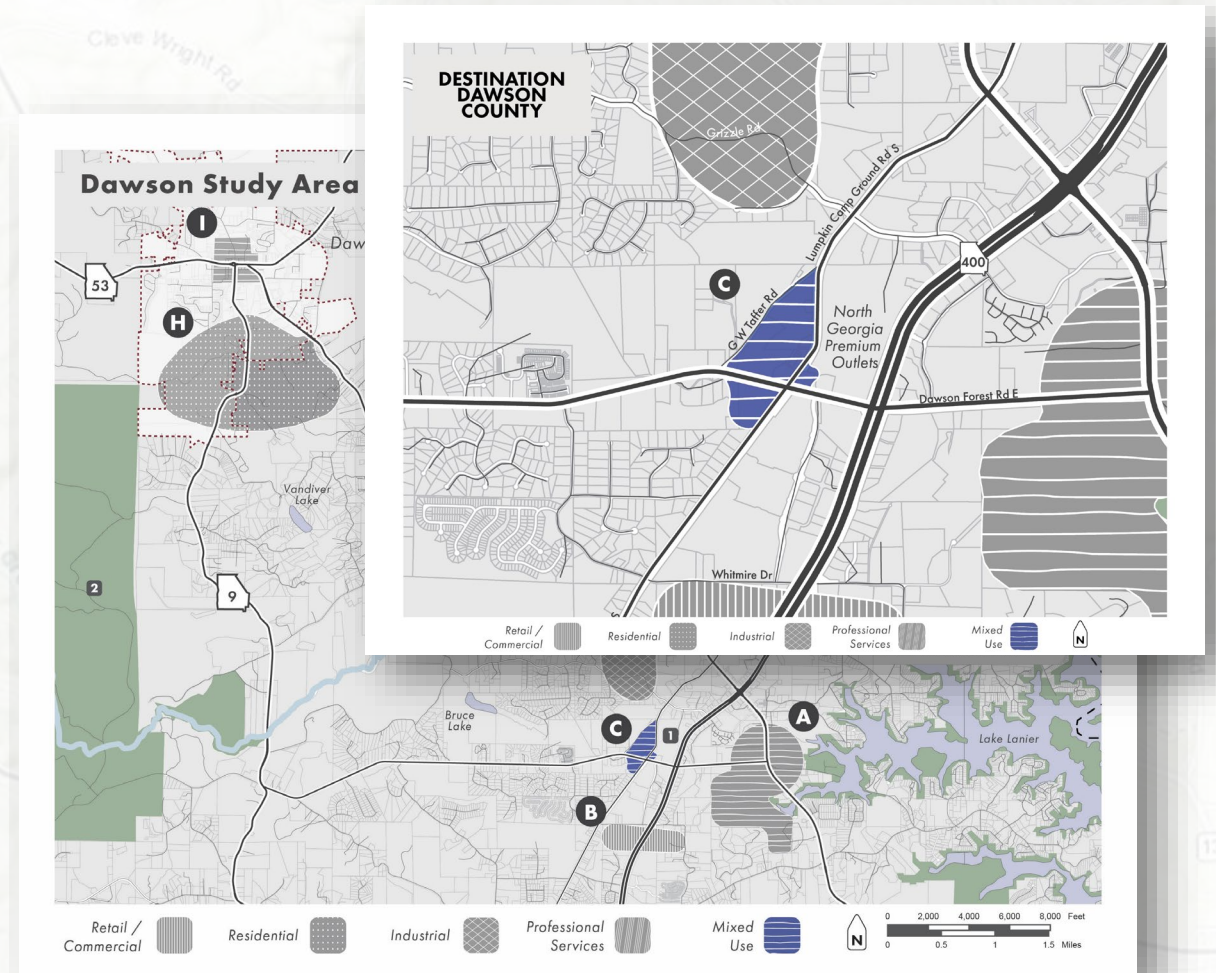 Cleve Wright Rd
DESTINATION
DAWSON
COUNTY
Grizzle Rd
Lumpkin Camp Ground Rd S
400
C
G W Taffer Rd
North
Georgia
Premium
Outlets
Dawson Forest Rd E
Whitmire Dr
Retail /
Commercial
Residential
Industrial
Professional
Services
Mixed
Use
N
Dawson Study Area
I
53
H
Vandiver
Lake
2
9
Bruce
Lake
C
1
A
Lake Lanier
B
Retail /
Commercial
Residential
Industrial
Professional
Services
Mixed
Use
N
0 2,000 4,000 6,000 8,000 Feet
0 0.5 1 1.5 Miles